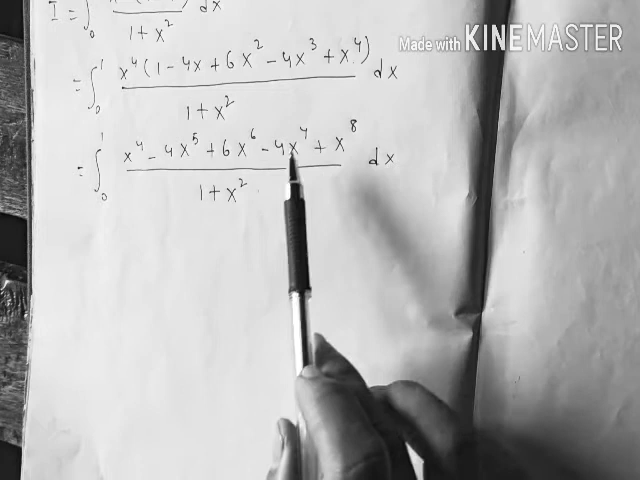 I = ∫₀ dx
1 + x²
Made with KINEMASTER
= ∫₀¹ x⁴(1 - 4x + 6x² - 4x³ + x⁴) dx
1 + x²
= ∫₀¹ x⁴ - 4x⁵ + 6x⁶ - 4x⁷ + x⁸ dx
1 + x²